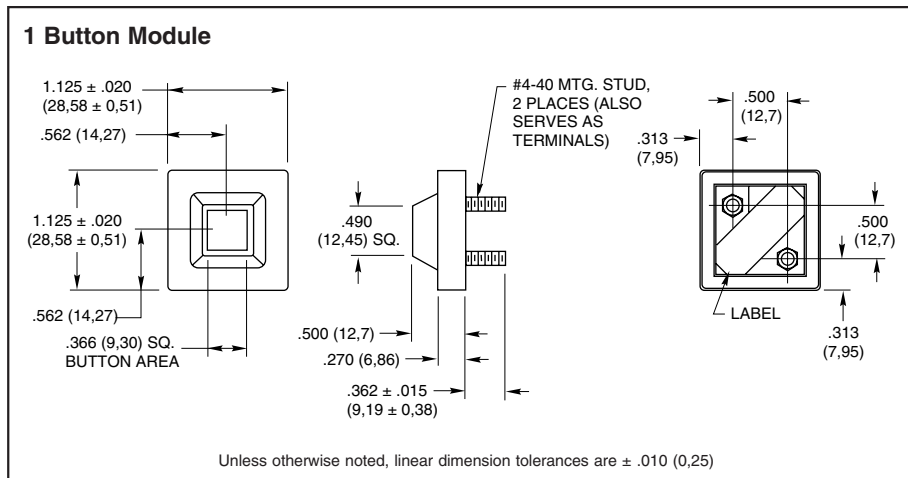 1 Button Module
1.125 ± .020
(28,58 ± 0,51)
.562 (14,27)
1.125 ± .020
(28,58 ± 0,51)
.562 (14,27)
.366 (9,30) SQ.
BUTTON AREA
#4-40 MTG. STUD,
2 PLACES (ALSO
SERVES AS
TERMINALS)
.490
(12,45) SQ.
.500 (12,7)
.270 (6,86)
.362 ± .015
(9,19 ± 0,38)
.500
(12,7)
.313
(7,95)
.500
(12,7)
LABEL
.313
(7,95)
Unless otherwise noted, linear dimension tolerances are ± .010 (0,25)